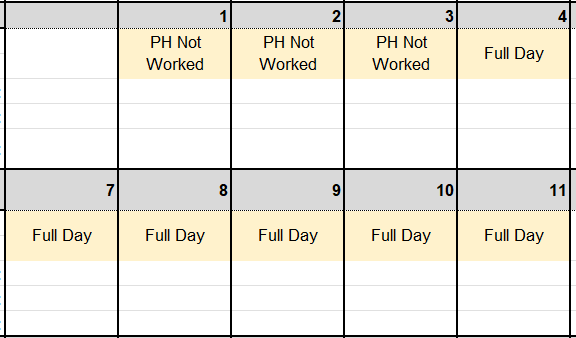 1 2 3 4
PH Not Worked PH Not Worked PH Not Worked Full Day
7 8 9 10 11
Full Day Full Day Full Day Full Day Full Day